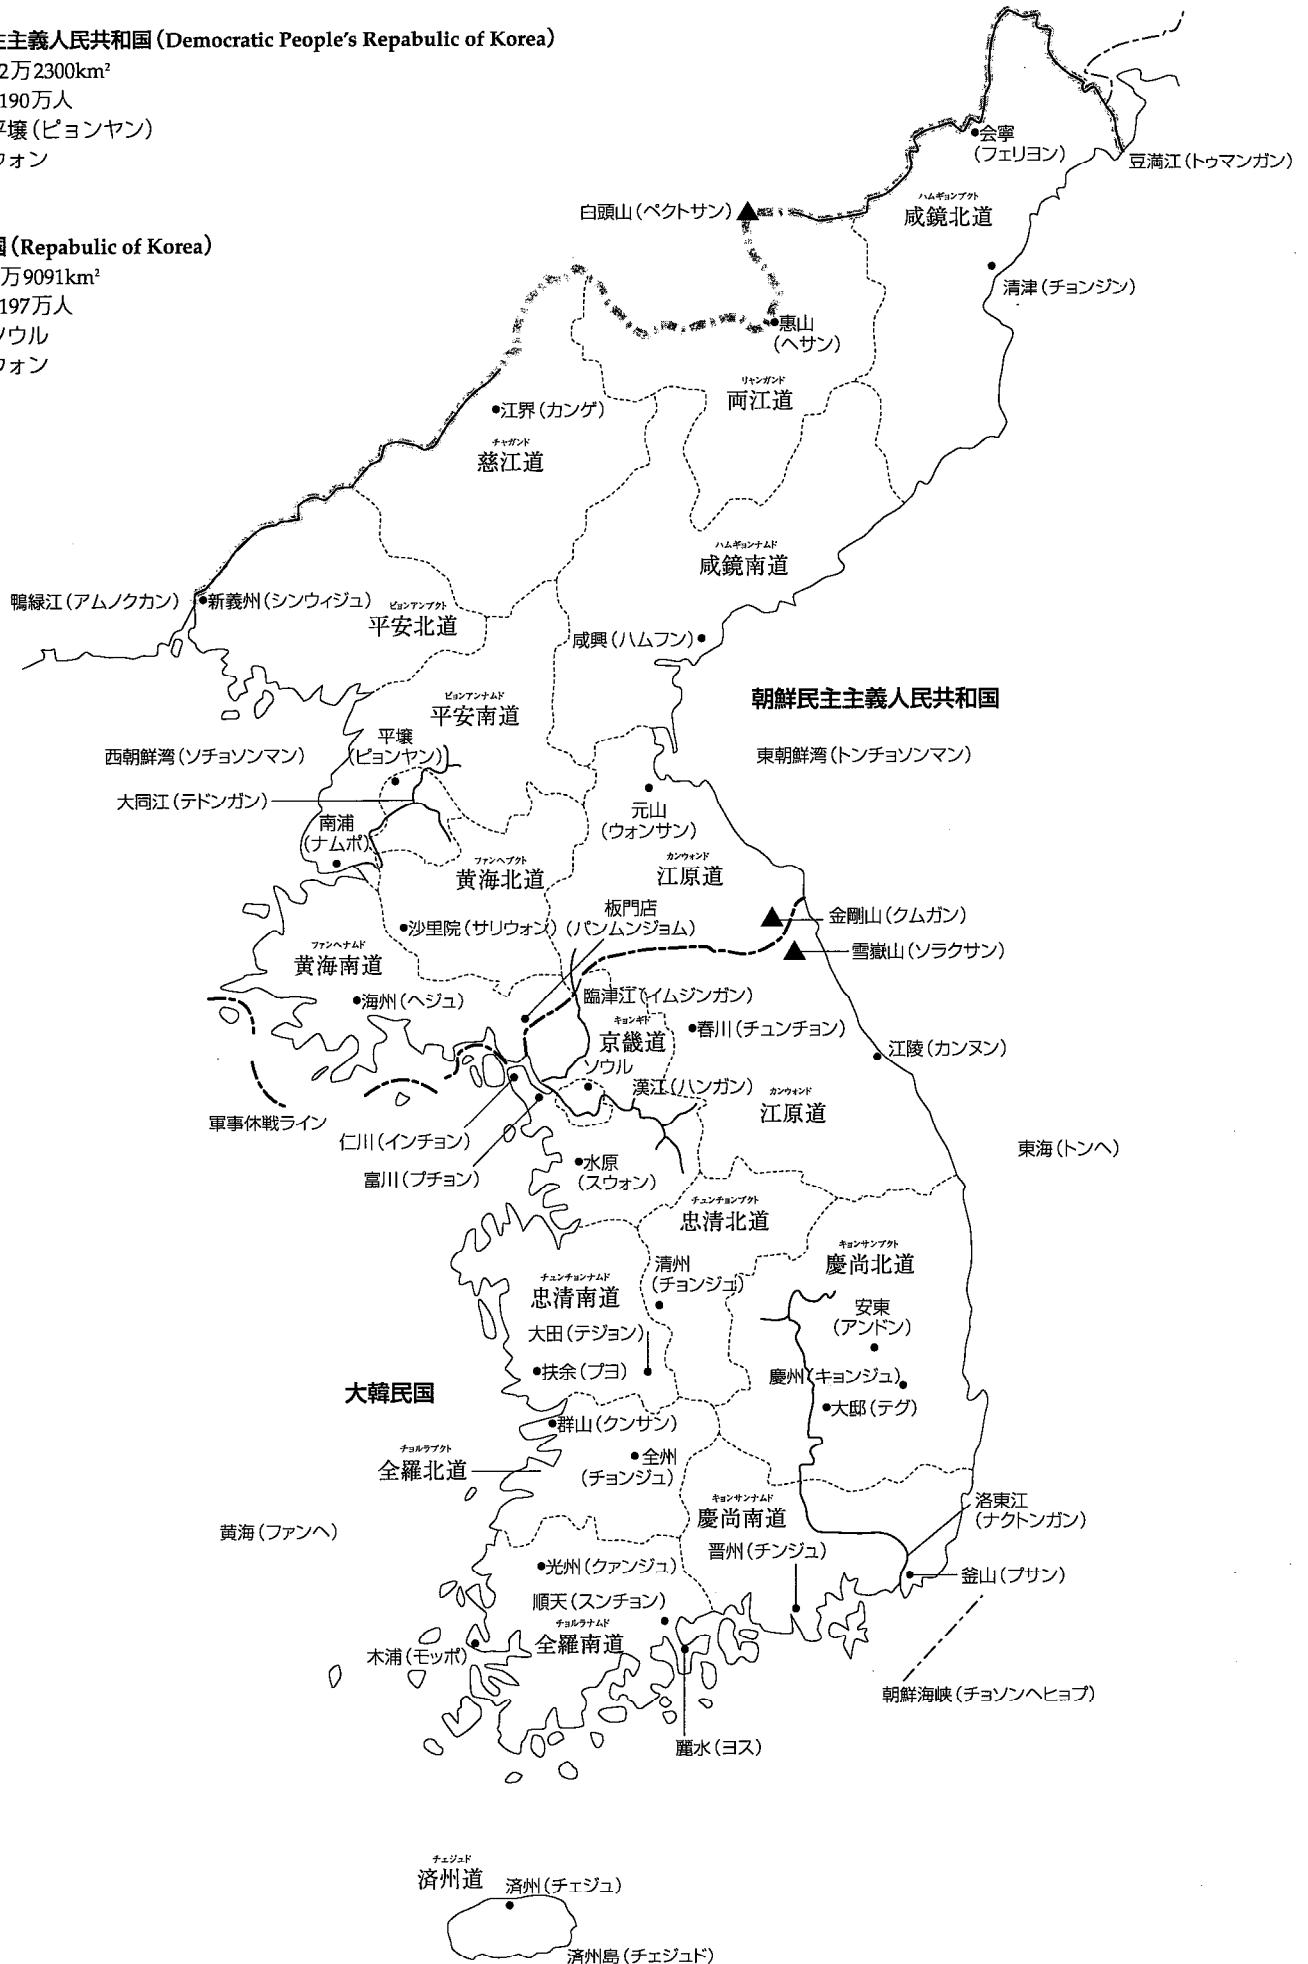 主主義人民共和国(Democratic People's Repabulic of Korea)
2万2300km²
190万人
平壌(ピョンヤン)
ウォン
国(Repabulic of Korea)
万9091km²
197万人
ソウル
ウォン
会寧
(フェリヨン)
豆満江(トゥマンガン)
白頭山(ペクトサン)
ハムギョンブクト
咸鏡北道
清津(チョンジン)
恵山
(ヘサン)
リャンガンド
両江道
江界(カンゲ)
チャガンド
慈江道
ハムギョンナムド
咸鏡南道
鴨緑江(アムノクカン)
新義州(シンウィジュ)
ピョンアンブクト
平安北道
咸興(ハムフン)
ピョンアンナムド
平安南道
朝鮮民主主義人民共和国
平壌
(ピョンヤン)
西朝鮮湾(ソチョソンマン)
東朝鮮湾(トンチョソンマン)
大同江(テドンガン)
元山
(ウォンサン)
南浦
(ナムポ)
ファンヘブクト
黄海北道
カンウォンド
江原道
板門店
(パンムンジョム)
金剛山(クムガン)
沙里院(サリウォン)
雪嶽山(ソラクサン)
ファンヘナムド
黄海南道
海州(ヘジュ)
臨津江(イムジンガン)
キョンギド
京畿道
春川(チュンチョン)
江陵(カンヌン)
ソウル
漢江(ハンガン)
カンウォンド
江原道
軍事休戦ライン
仁川(インチョン)
富川(プチョン)
水原
(スウォン)
東海(トンヘ)
チュンチョンブクト
忠清北道
キョンサンブクト
慶尚北道
清州
(チョンジュ)
チュンチョンナムド
忠清南道
安東
(アンドン)
大田(テジョン)
扶余(プヨ)
慶州(キョンジュ)
大韓民国
大邸(テグ)
群山(クンサン)
チョルラブクト
全羅北道
全州
(チョンジュ)
キョンサンナムド
慶尚南道
洛東江
(ナクトンガン)
黄海(ファンヘ)
晋州(チンジュ)
光州(クァンジュ)
釜山(プサン)
順天(スンチョン)
チョルラナムド
全羅南道
木浦(モッポ)
朝鮮海峡(チョソンヘヒョプ)
麗水(ヨス)
チェジュド
済州道
済州(チェジュ)
済州島(チェジュド)